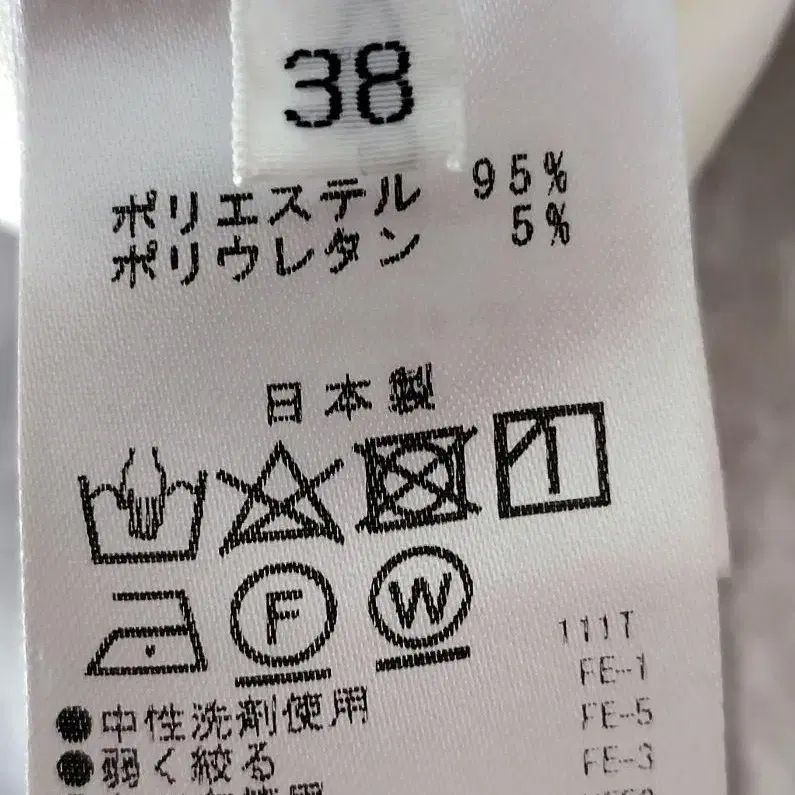 38
ポリエステル 95%
ポリウレタン 5%
日本製
F W
111T
FE-1
●中性洗剤使用 FE-5
●弱く絞る FE-3